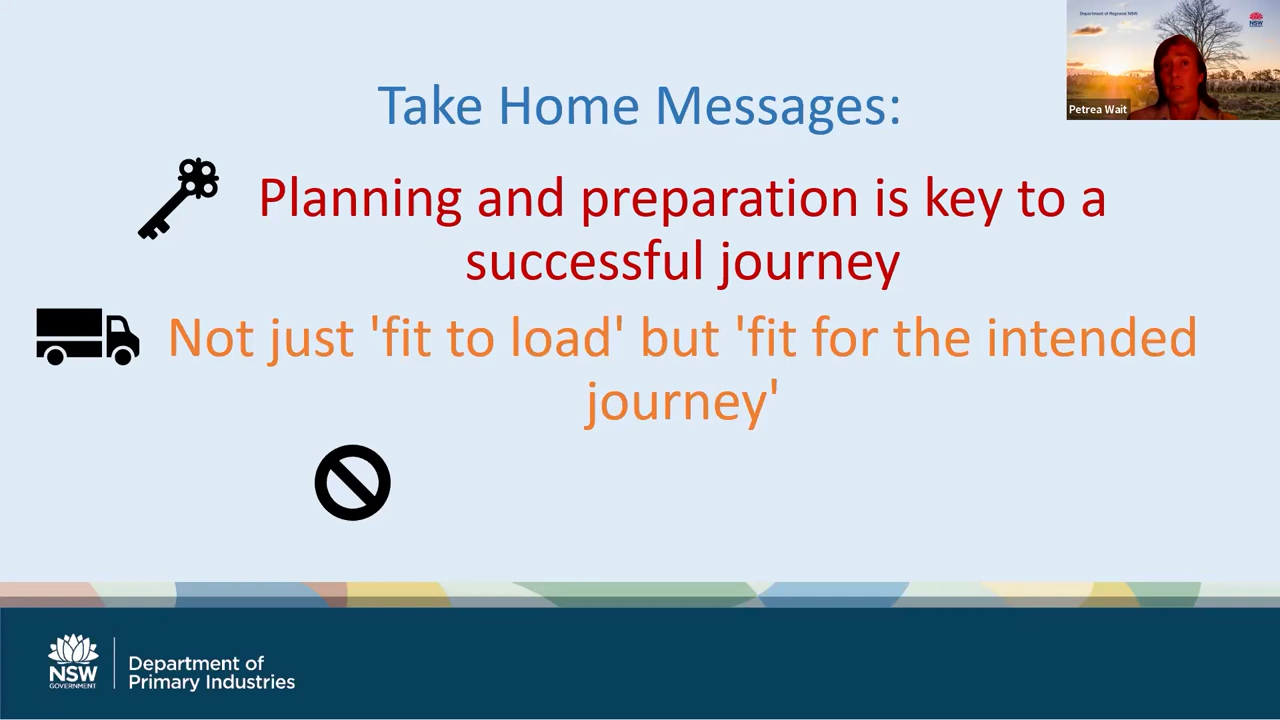 Department of Regional NSW
NSW
Petrea Wait
Take Home Messages:
Planning and preparation is key to a
successful journey
Not just 'fit to load' but 'fit for the intended
journey'
NSW
GOVERNMENT
Department of
Primary Industries